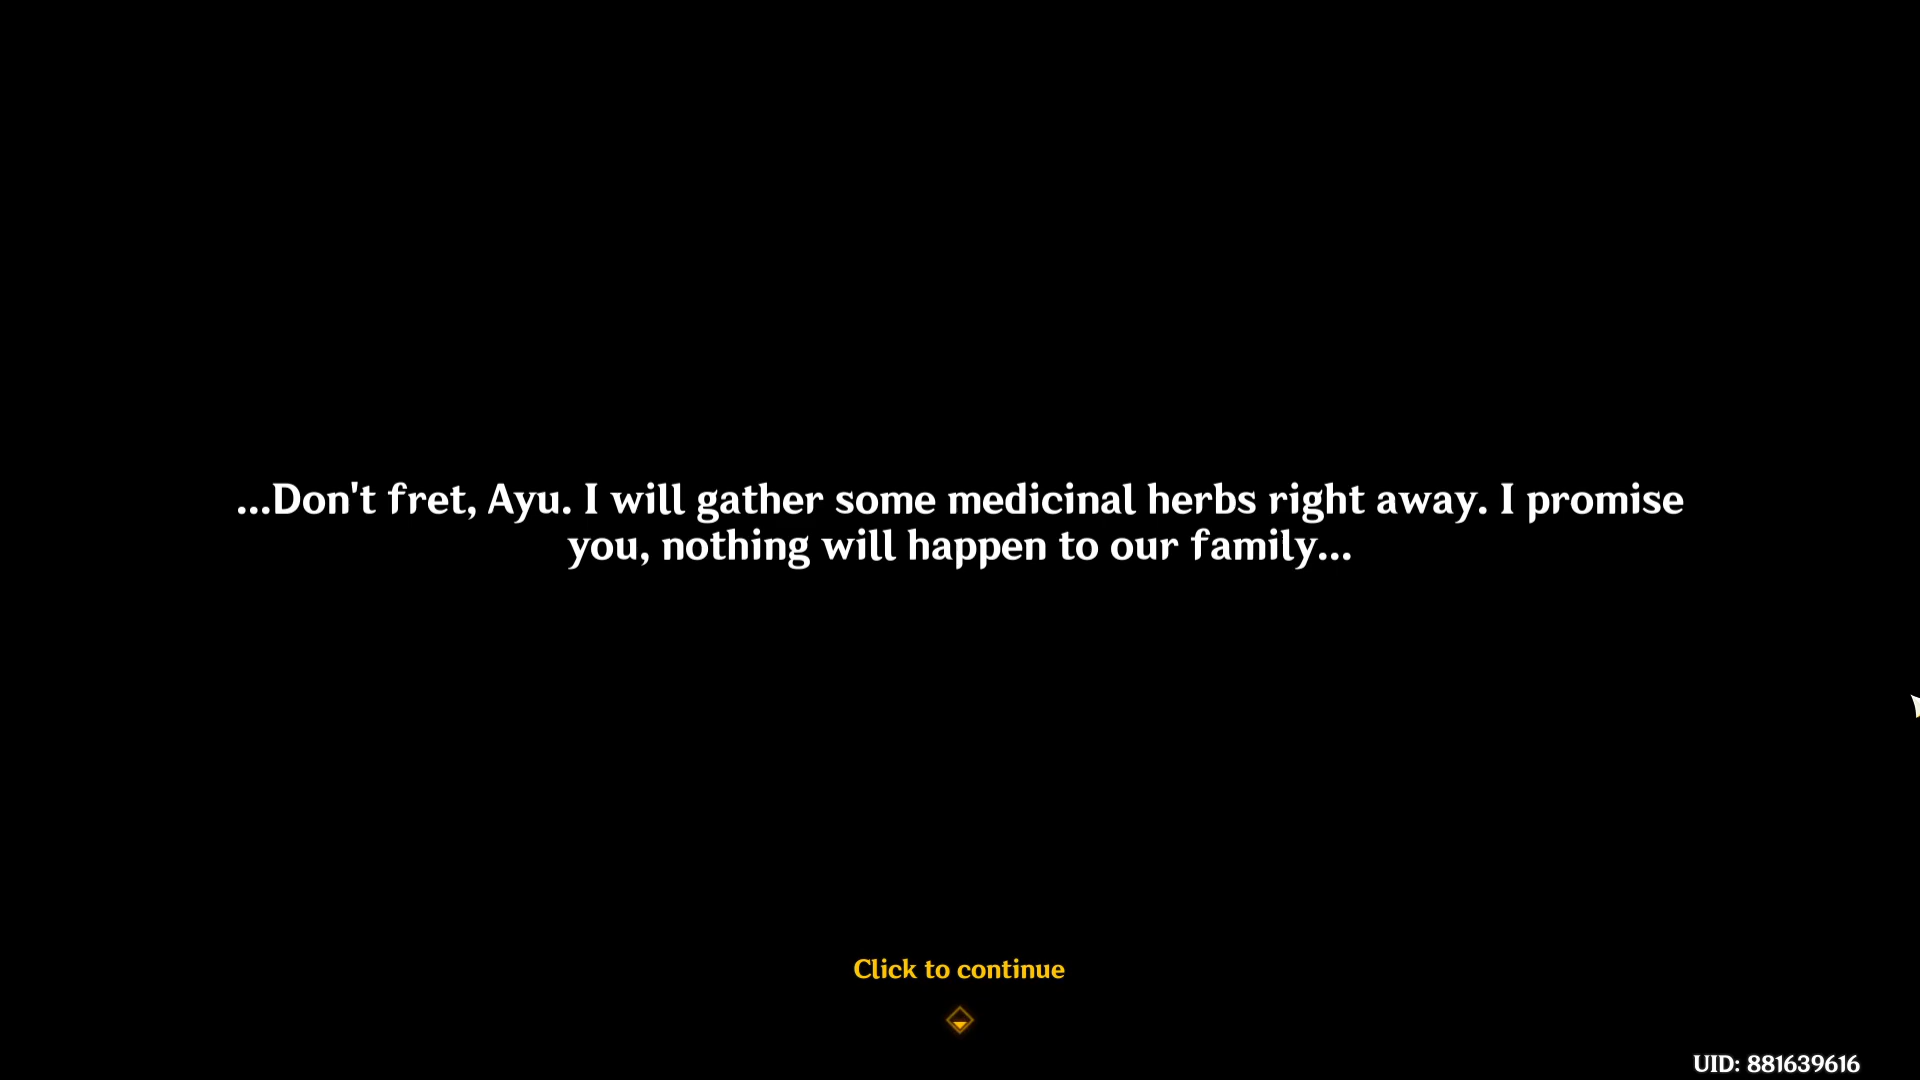 ...Don't fret, Ayu. I will gather some medicinal herbs right away. I promise
you, nothing will happen to our family...
Click to continue
UID: 881639616